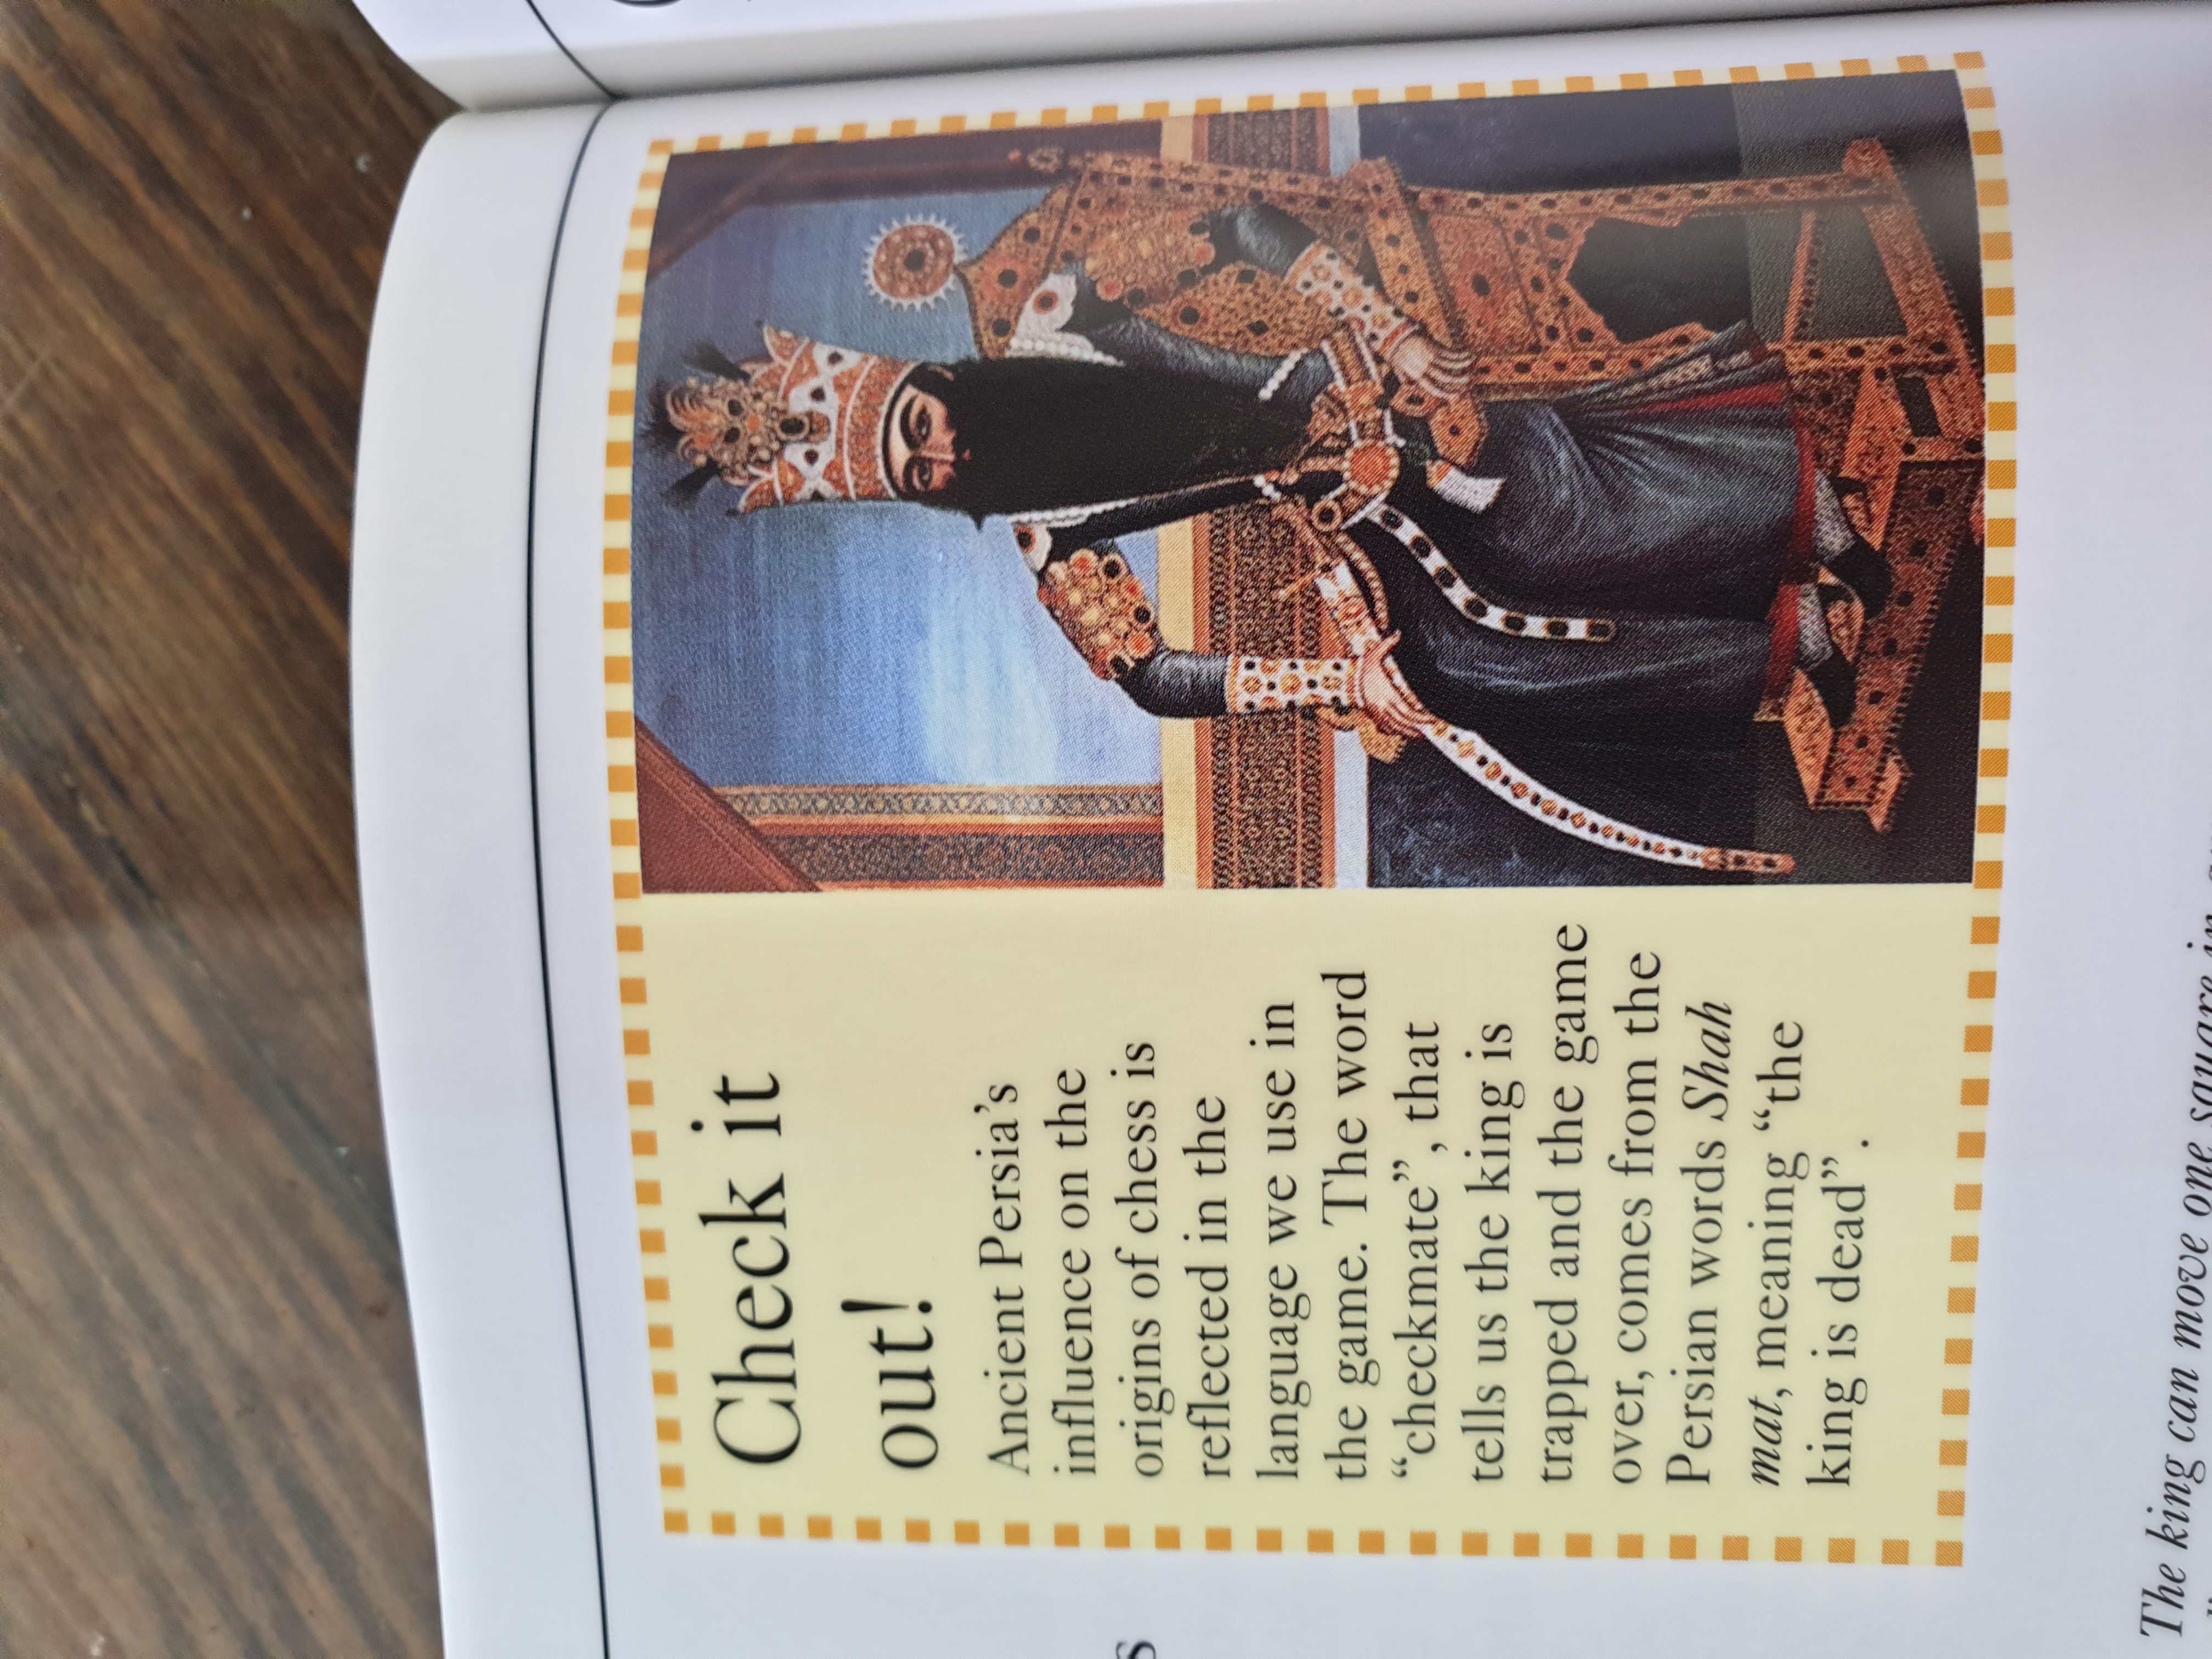 Check it
out!
Ancient Persia’s
influence on the
origins of chess is
reflected in the
language we use in
the game. The word
“checkmate”, that
tells us the king is
trapped and the game
over, comes from the
Persian words Shah
mat, meaning “the
king is dead”.
The king can move one square in